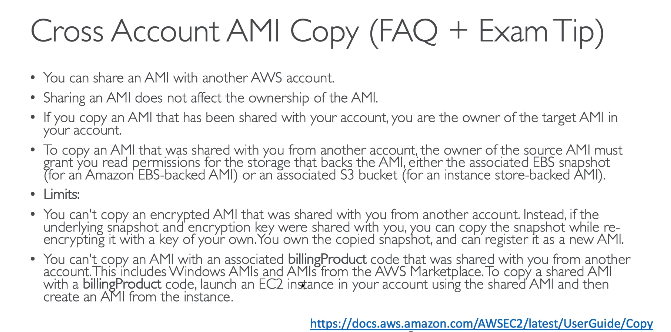 Cross Account AMI Copy (FAQ + Exam Tip)
• You can share an AMI with another AWS account.
• Sharing an AMI does not affect the ownership of the AMI.
• If you copy an AMI that has been shared with your account, you are the owner of the target AMI in
your account.
• To copy an AMI that was shared with you from another account, the owner of the source AMI must
grant you read permissions for the storage that backs the AMI, either the associated EBS snapshot
(for an Amazon EBS-backed AMI) or an associated S3 bucket (for an instance store-backed AMI).
• Limits:
• You can't copy an encrypted AMI that was shared with you from another account. Instead, if the
underlying snapshot and encryption key were shared with you, you can copy the snapshot while re-
encrypting it with a key of your own. You own the copied snapshot, and can register it as a new AMI.
• You can't copy an AMI with an associated billingProduct code that was shared with you from another
account. This includes Windows AMIs and AMIs from the AWS Marketplace. To copy a shared AMI
with a billingProduct code, launch an EC2 instance in your account using the shared AMI and then
create an AMI from the instance.
https://docs.aws.amazon.com/AWSEC2/latest/UserGuide/Copy